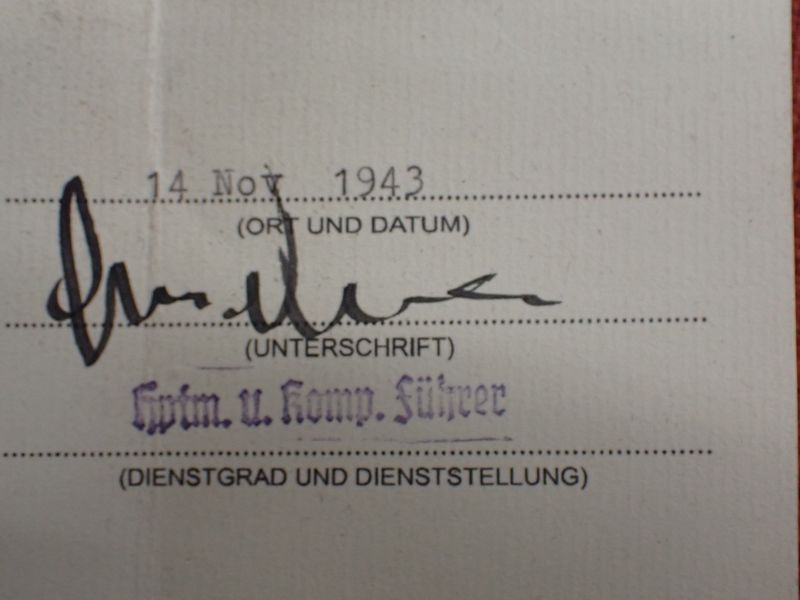 14 Nov 1943
(ORT UND DATUM)
(UNTERSCHRIFT)
Hptm. u. Komp. Führer
(DIENSTGRAD UND DIENSTSTELLUNG)